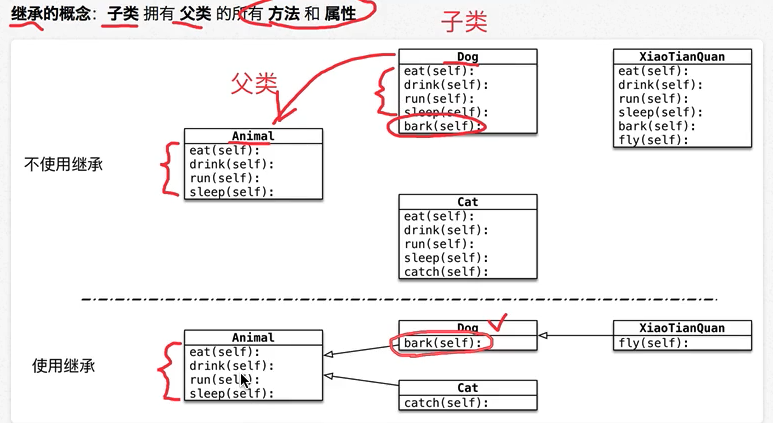 继承的概念：子类 拥有 父类 的所有 方法 和 属性
子类
父类
不使用继承
Animal
eat(self):
drink(self):
run(self):
sleep(self):
Dog
eat(self):
drink(self):
run(self):
sleep(self):
bark(self):
XiaoTianQuan
eat(self):
drink(self):
run(self):
sleep(self):
bark(self):
fly(self):
Cat
eat(self):
drink(self):
run(self):
sleep(self):
catch(self):
使用继承
Animal
eat(self):
drink(self):
run(self):
sleep(self):
Dog
bark(self):
XiaoTianQuan
fly(self):
Cat
catch(self):